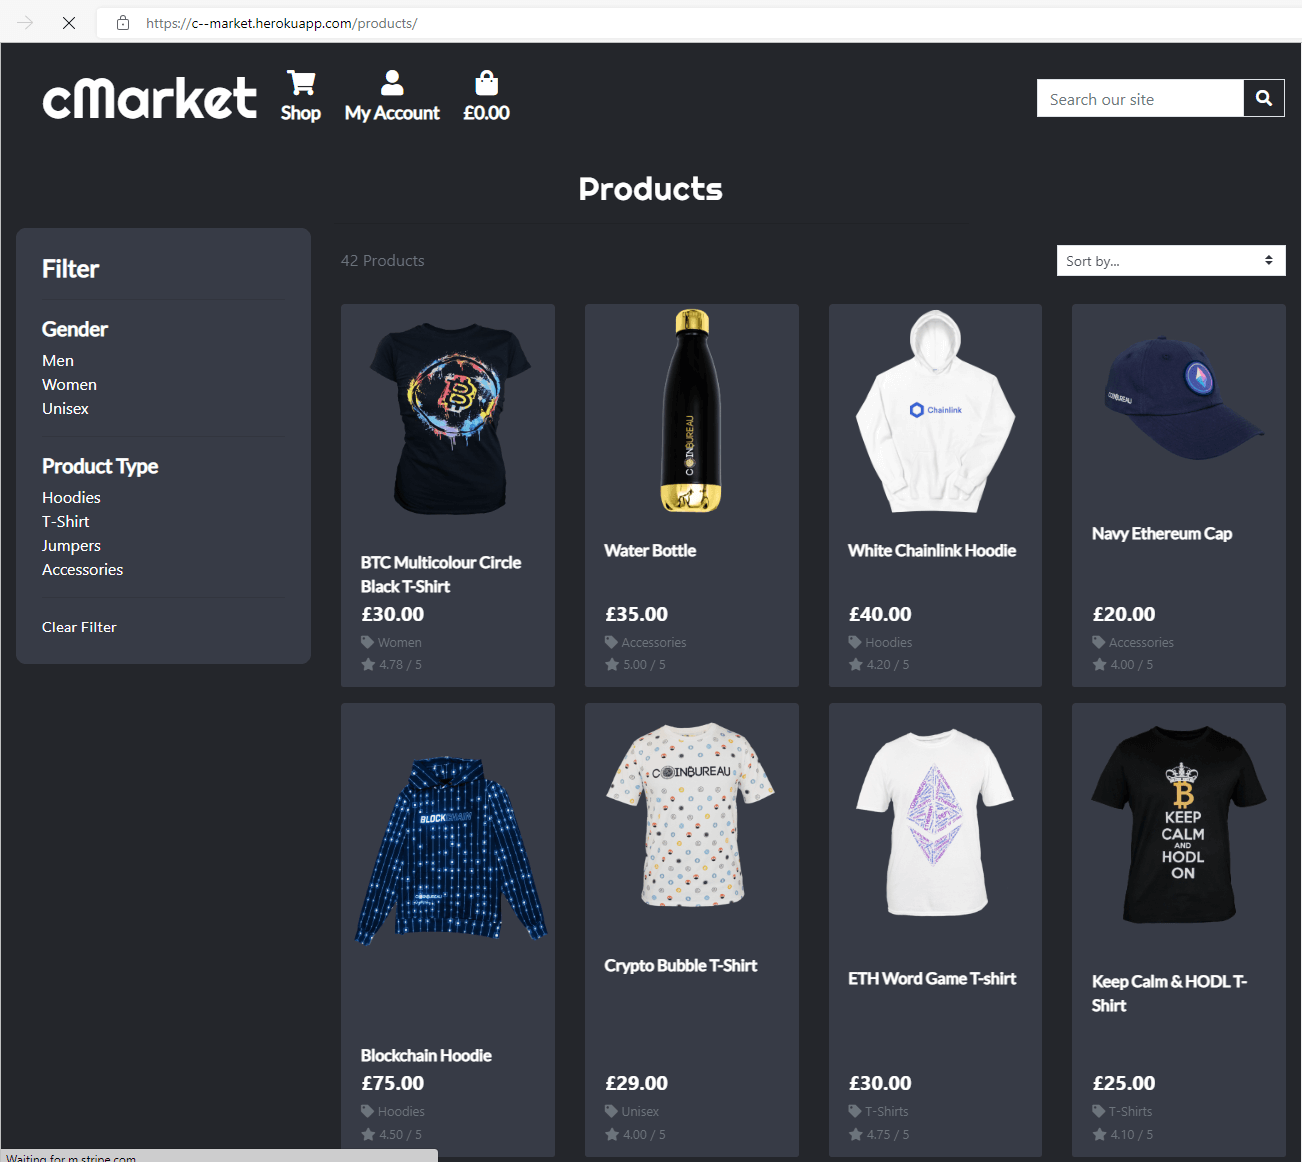 https://c--market.herokuapp.com/products/
cMarket
Shop
My Account
£0.00
Search our site
Products
Filter
Gender
Men
Women
Unisex
Product Type
Hoodies
T-Shirt
Jumpers
Accessories
Clear Filter
42 Products
Sort by...
COINBUREAU
Chainlink
COINBUREAU
BTC Multicolour Circle
Black T-Shirt
£30.00
Women
4.78 / 5
Water Bottle
£35.00
Accessories
5.00 / 5
White Chainlink Hoodie
£40.00
Hoodies
4.20 / 5
Navy Ethereum Cap
£20.00
Accessories
4.00 / 5
BLOCKCHAIN
COINBUREAU
Blockchain Hoodie
£75.00
Hoodies
4.50 / 5
COINBUREAU
Crypto Bubble T-Shirt
£29.00
Unisex
4.00 / 5
ETH Word Game T-shirt
£30.00
T-Shirts
4.75 / 5
KEEP
CALM
AND
HODL
ON
Keep Calm & HODL T-
Shirt
£25.00
T-Shirts
4.10 / 5
Waiting for m.stripe.com